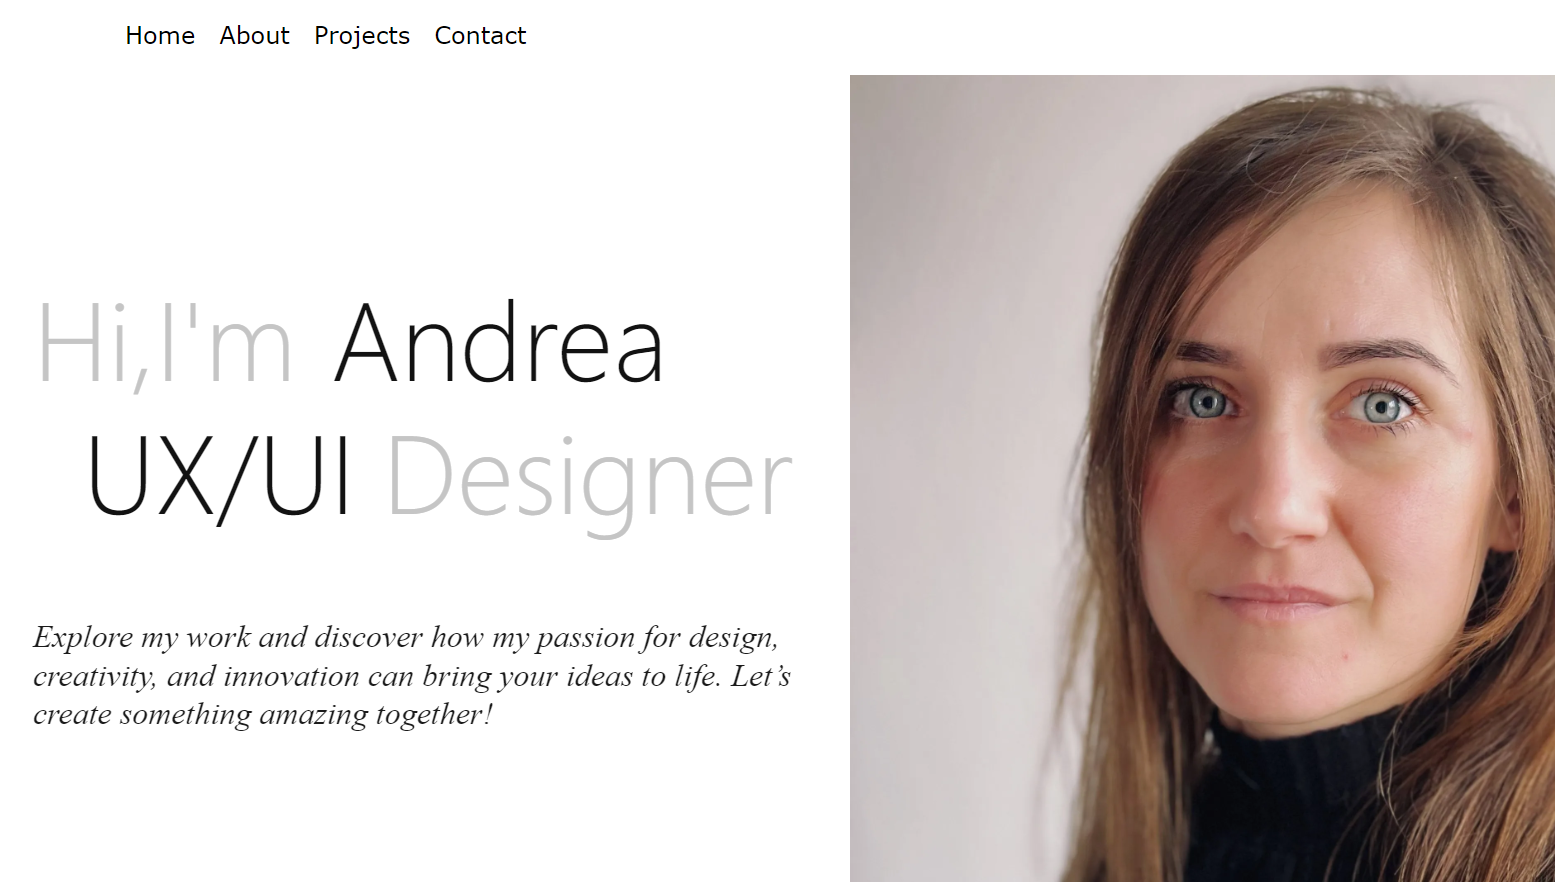 Home About Projects Contact
Hi,I'm Andrea
UX/UI Designer
Explore my work and discover how my passion for design,
creativity, and innovation can bring your ideas to life. Let’s
create something amazing together!